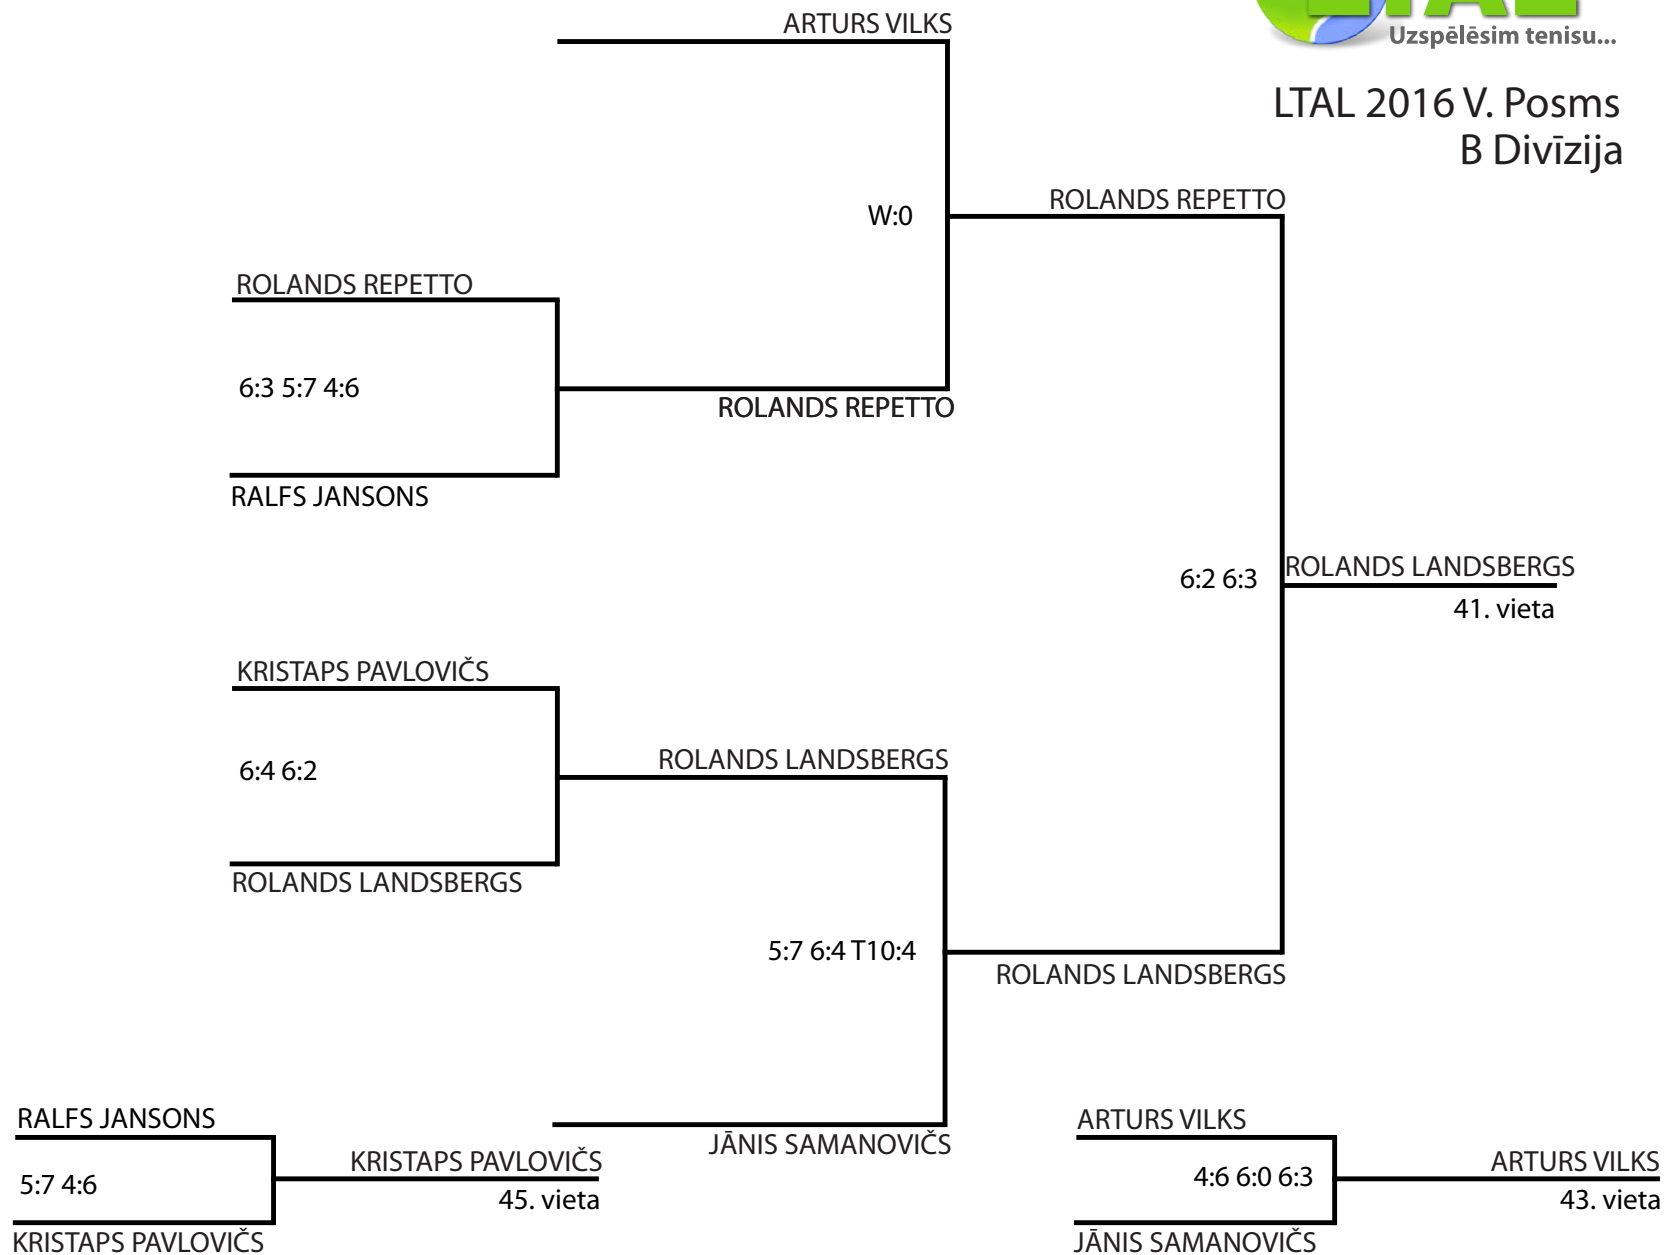 ARTURS VILKS
LTAL
Uzspēlēsim tenisu...
LTAL 2016 V. Posms
B Divīzija
W:0
ROLANDS REPETTO
ROLANDS REPETTO
6:3 5:7 4:6
ROLANDS REPETTO
RALFS JANSONS
6:2 6:3
ROLANDS LANDSBERGS
41. vieta
KRISTAPS PAVLOVIČS
6:4 6:2
ROLANDS LANDSBERGS
ROLANDS LANDSBERGS
5:7 6:4 T10:4
ROLANDS LANDSBERGS
JĀNIS SAMANOVIČS
RALFS JANSONS
5:7 4:6
KRISTAPS PAVLOVIČS
45. vieta
KRISTAPS PAVLOVIČS
ARTURS VILKS
4:6 6:0 6:3
ARTURS VILKS
43. vieta
JĀNIS SAMANOVIČS